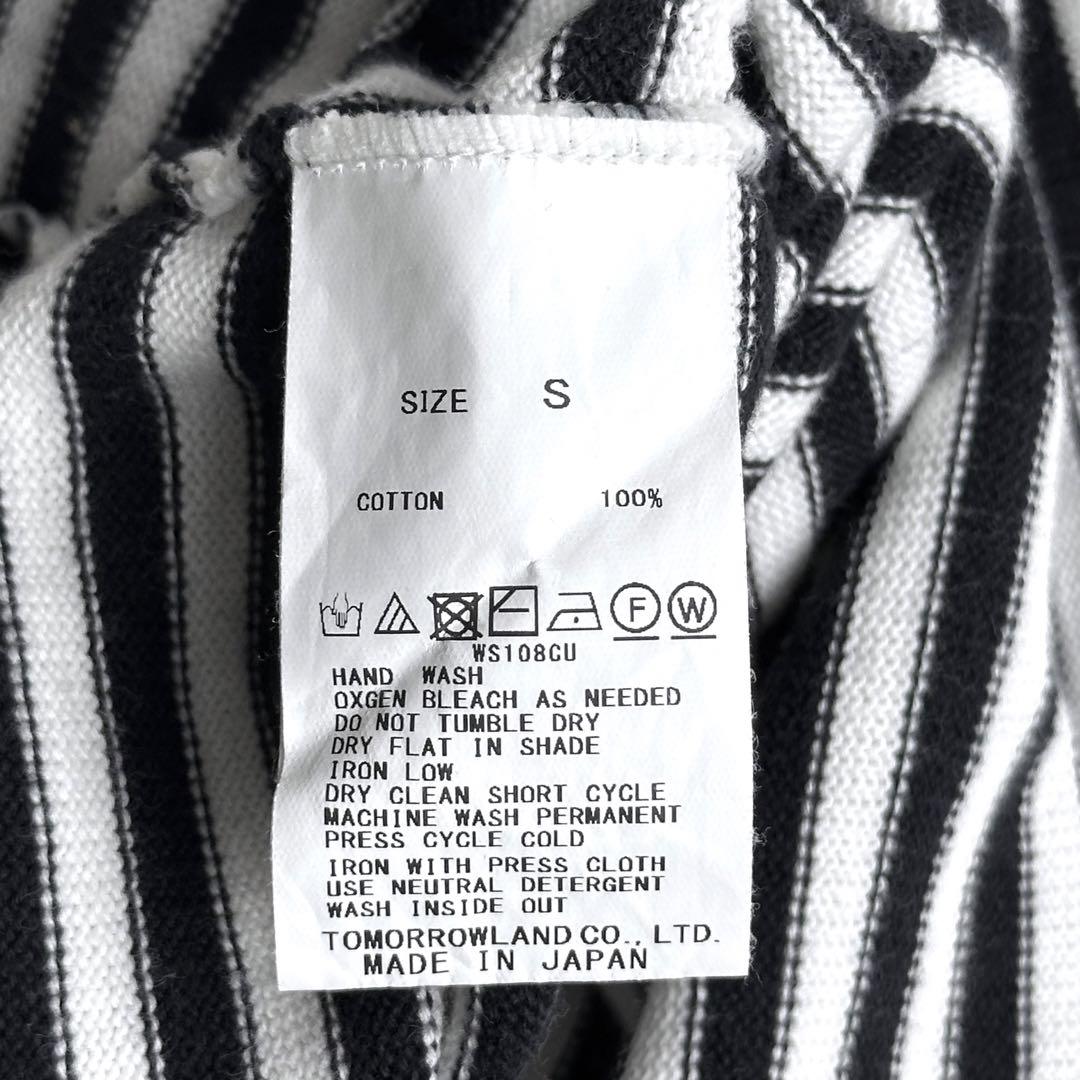 SIZE S
COTTON 100%
F W
WS108CU
HAND WASH
OXGEN BLEACH AS NEEDED
DO NOT TUMBLE DRY
DRY FLAT IN SHADE
IRON LOW
DRY CLEAN SHORT CYCLE
MACHINE WASH PERMANENT
PRESS CYCLE COLD
IRON WITH PRESS CLOTH
USE NEUTRAL DETERGENT
WASH INSIDE OUT
TOMORROWLAND CO., LTD.
MADE IN JAPAN